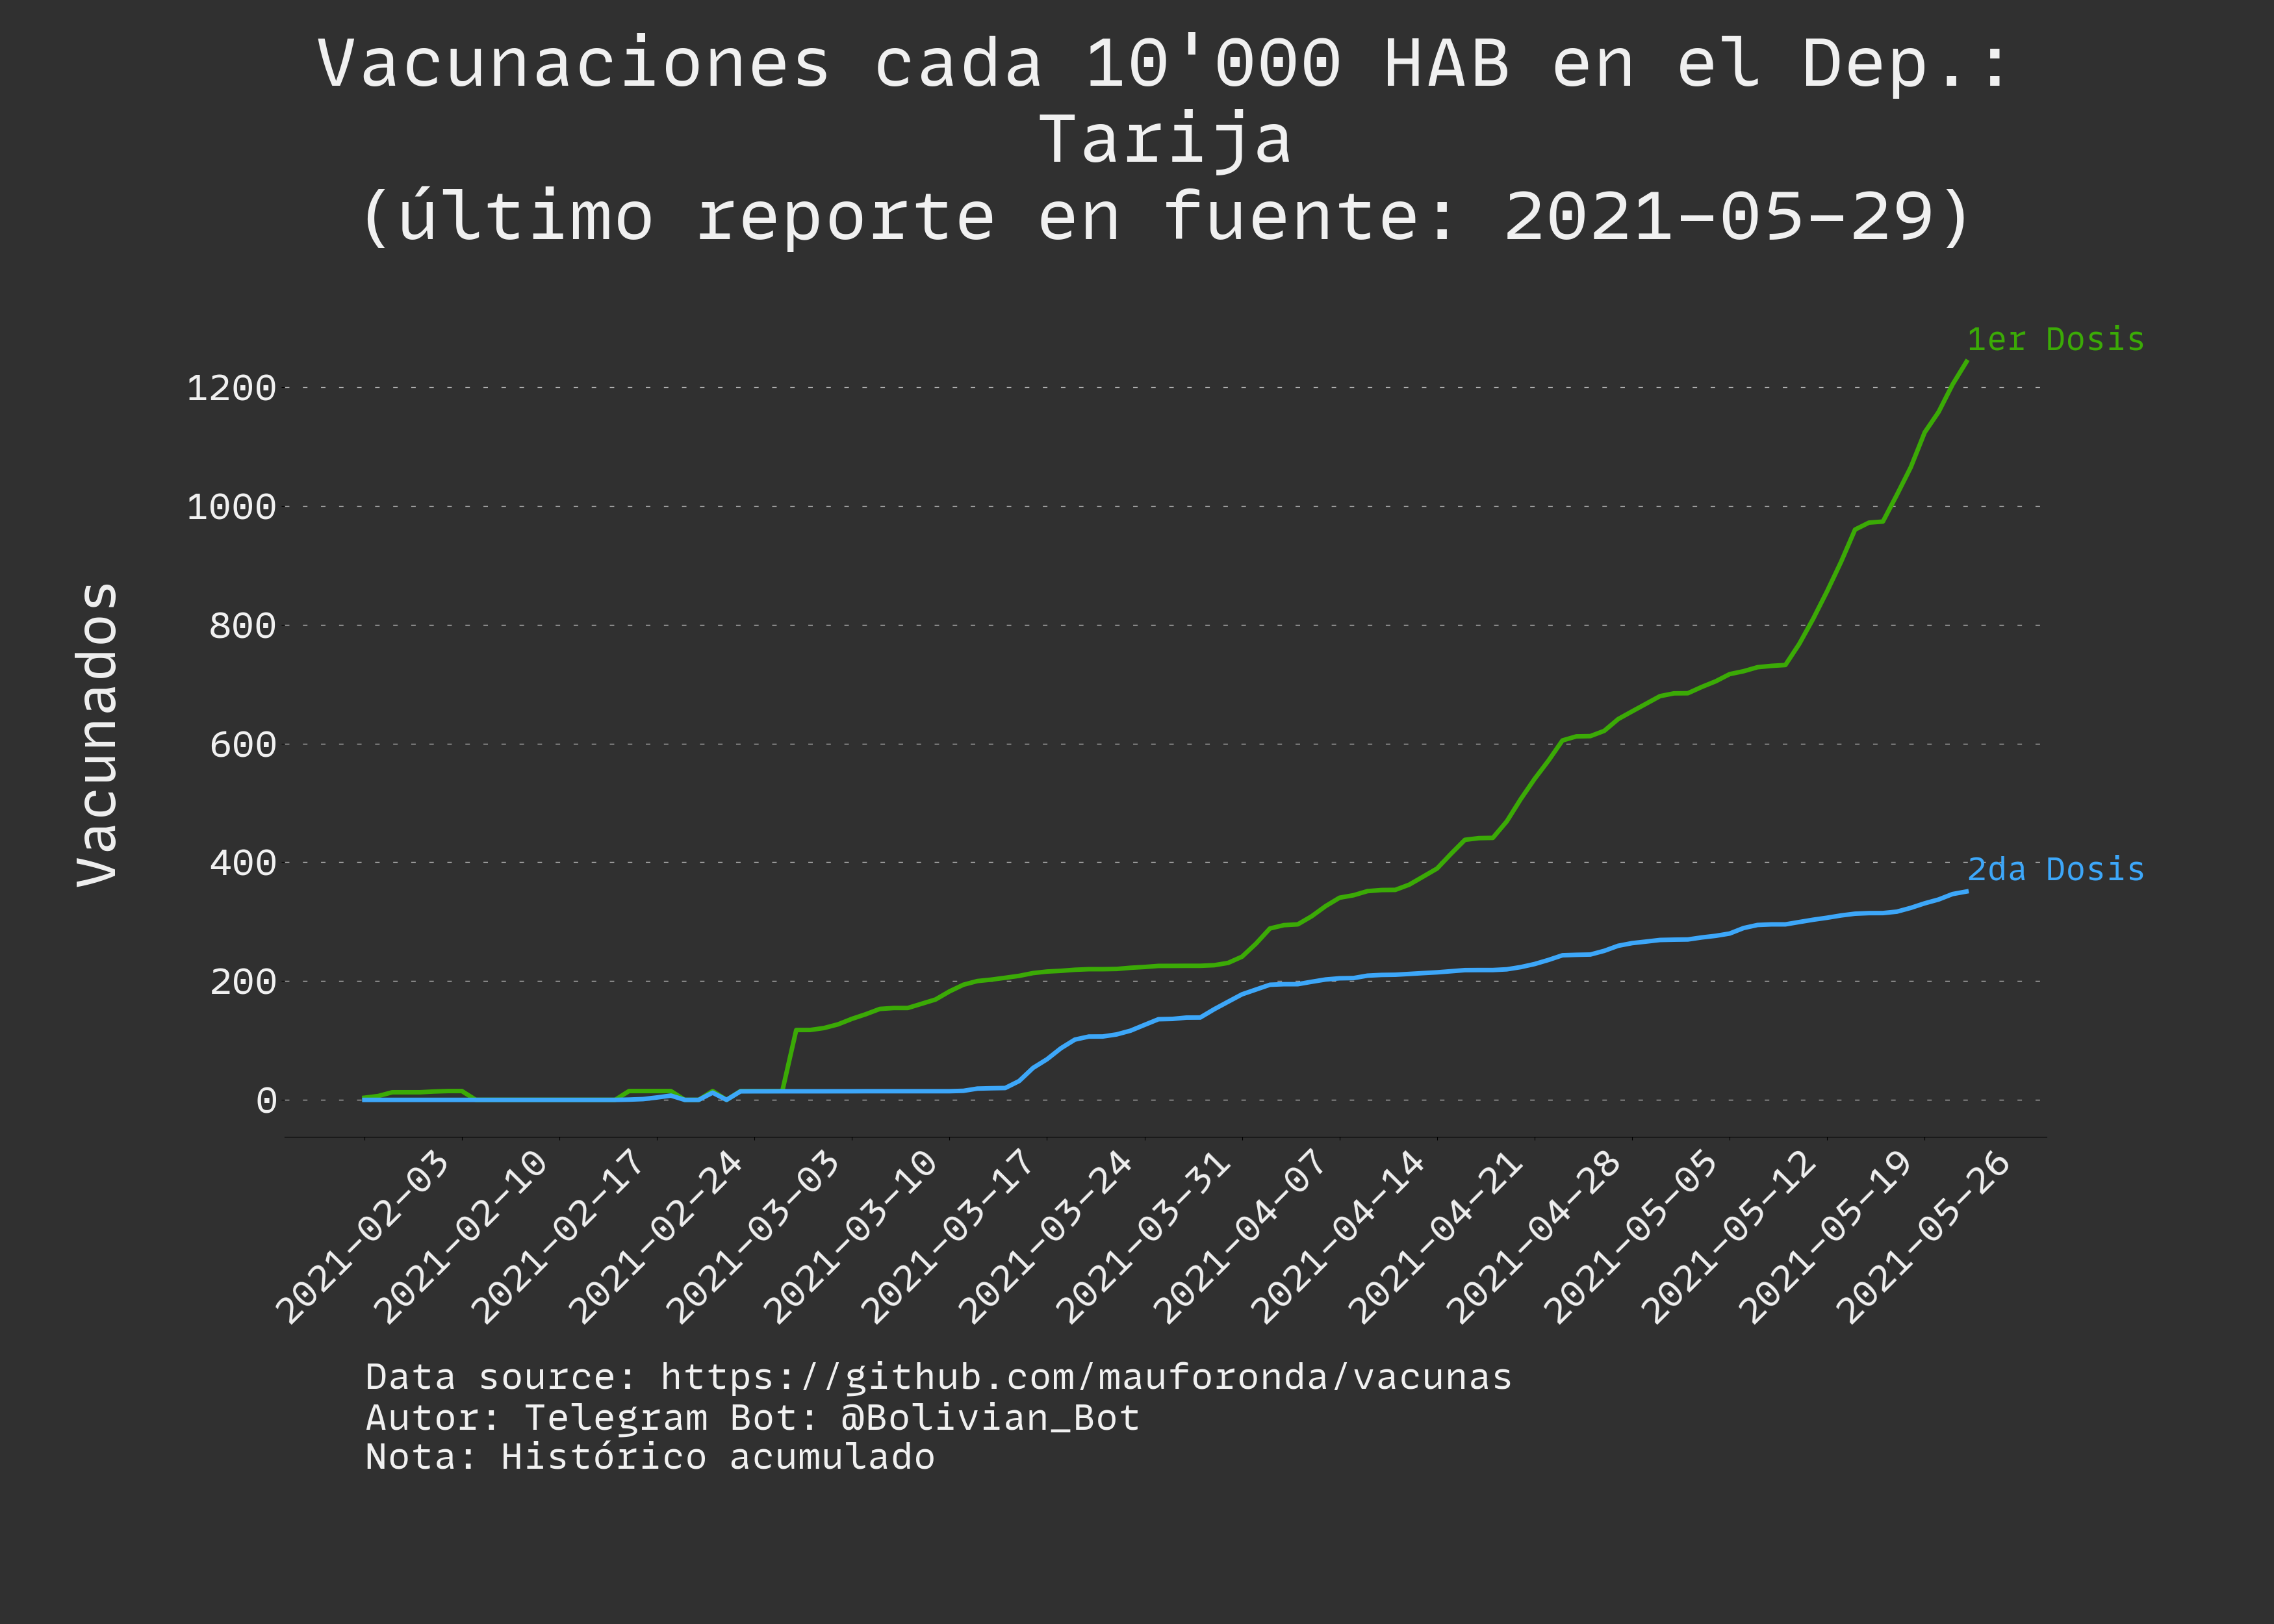 Vacunaciones cada 10'000 HAB en el Dep.:
Tarija
(último reporte en fuente: 2021-05-29)
1er Dosis
1200
1000
800
600
400
200
0
Vacunados
2da Dosis
2021-02-03
2021-02-10
2021-02-17
2021-02-24
2021-03-03
2021-03-10
2021-03-17
2021-03-24
2021-03-31
2021-04-07
2021-04-14
2021-04-21
2021-04-28
2021-05-05
2021-05-12
2021-05-19
2021-05-26
Data source: https://github.com/mauforonda/vacunas
Autor: Telegram Bot: @Bolivian_Bot
Nota: Histórico acumulado